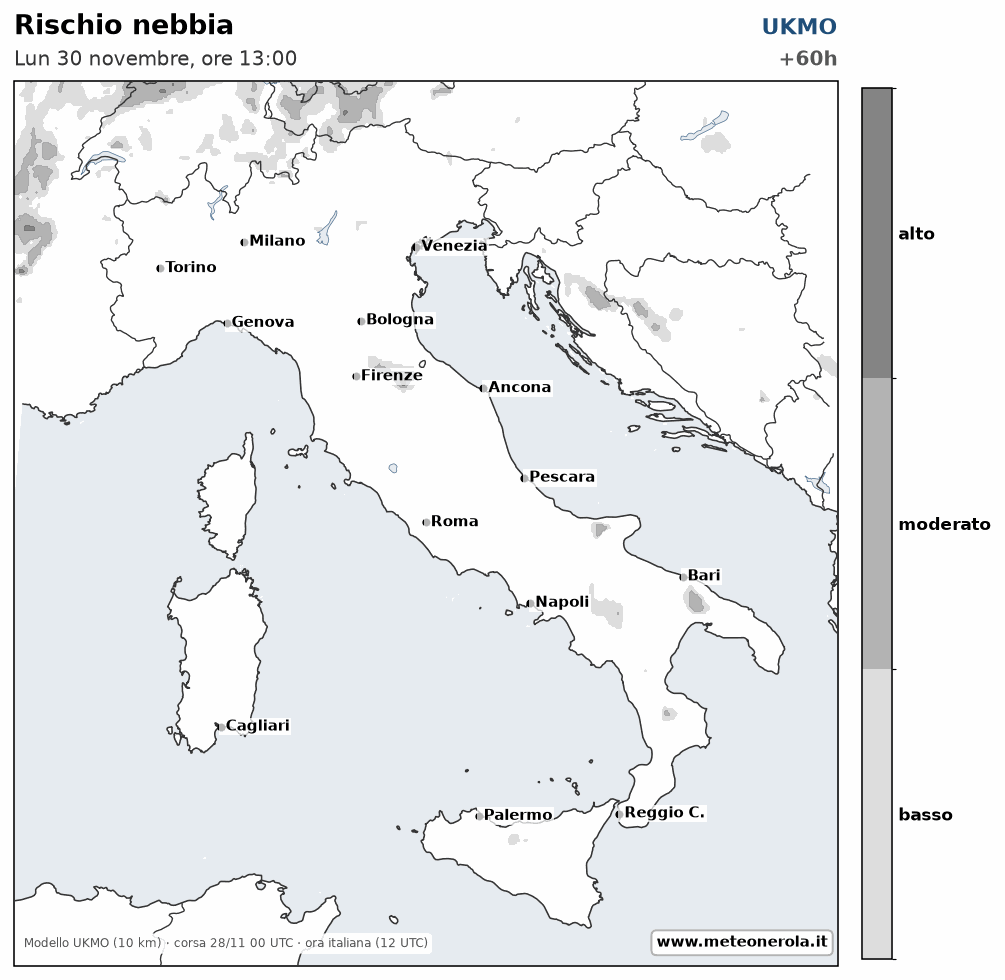 Rischio nebbia
UKMO
Lun 30 novembre, ore 13:00
+60h
alto
Milano
Venezia
Torino
Bologna
Genova
Firenze
Ancona
Pescara
Roma
moderato
Bari
Napoli
Cagliari
Reggio C.
Palermo
basso
Modello UKMO (10 km) · corsa 28/11 00 UTC · ora italiana (12 UTC)
www.meteonerola.it